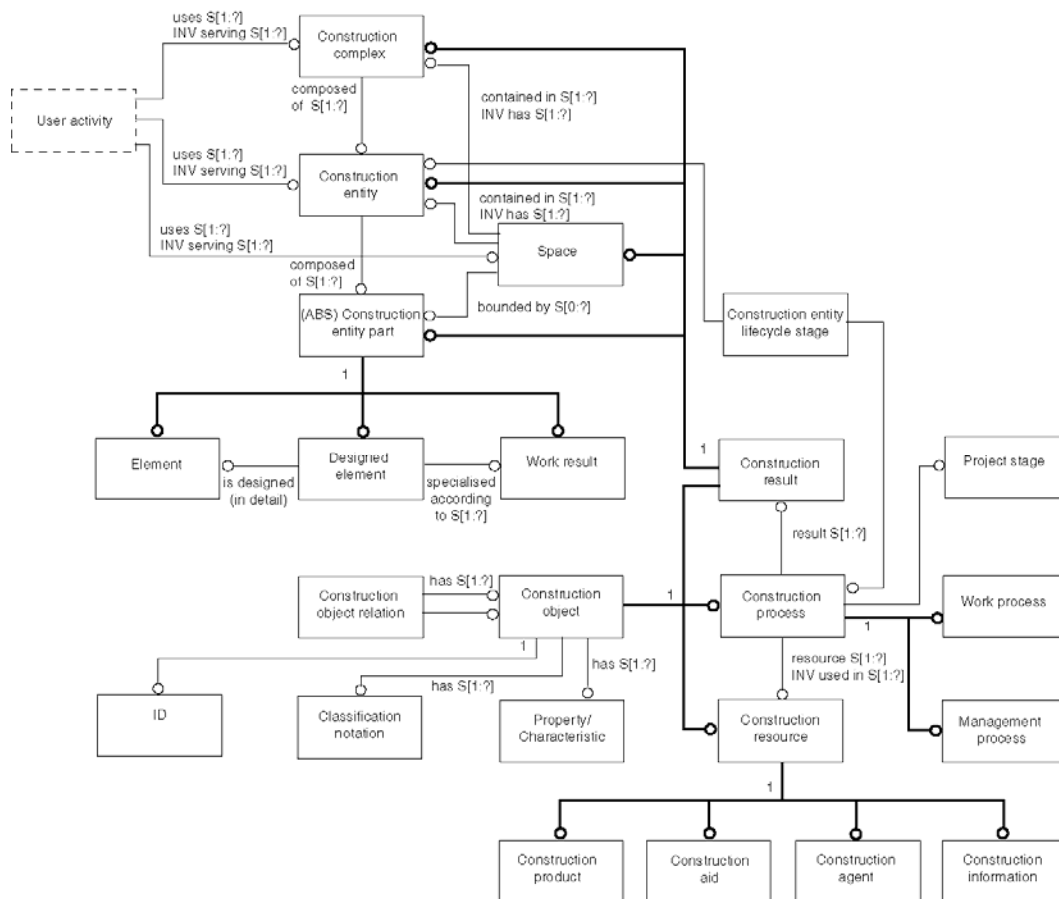 uses S[1:?]
INV serving S[1:?]
Construction
complex
composed
of S[1:?]
contained in S[1:?]
INV has S[1:?]
User activity
uses S[1:?]
INV serving S[1:?]
Construction
entity
contained in S[1:?]
INV has S[1:?]
uses S[1:?]
INV serving S[1:?]
Space
composed
of S[1:?]
bounded by S[0:?]
(ABS) Construction
entity part
Construction entity
lifecycle stage
1
Element
is designed
(in detail)
Designed
element
specialised
according
to S[1:?]
Work result
1
Construction
result
Project stage
result S[1:?]
Construction
object relation
has S[1:?]
Construction
object
1
Construction
process
1
Work process
1
has S[1:?]
has S[1:?]
resource S[1:?]
INV used in S[1:?]
ID
Classification
notation
Property/
Characteristic
Construction
resource
Management
process
1
Construction
product
Construction
aid
Construction
agent
Construction
information